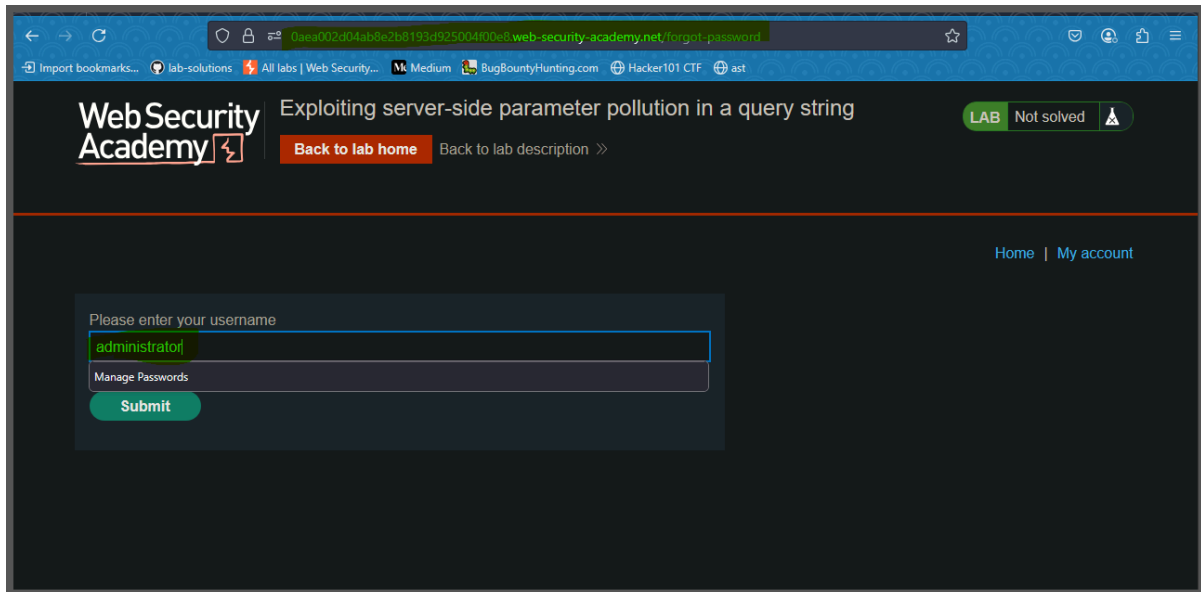 0aea002d04ab8e2b8193d925004f00e8.web-security-academy.net/forgot-password
Import bookmarks... lab-solutions All labs | Web Security... Medium BugBountyHunting.com Hacker101 CTF ast
Web Security Academy
Exploiting server-side parameter pollution in a query string
LAB Not solved
Back to lab home Back to lab description
Home | My account
Please enter your username
administrator
Manage Passwords
Submit